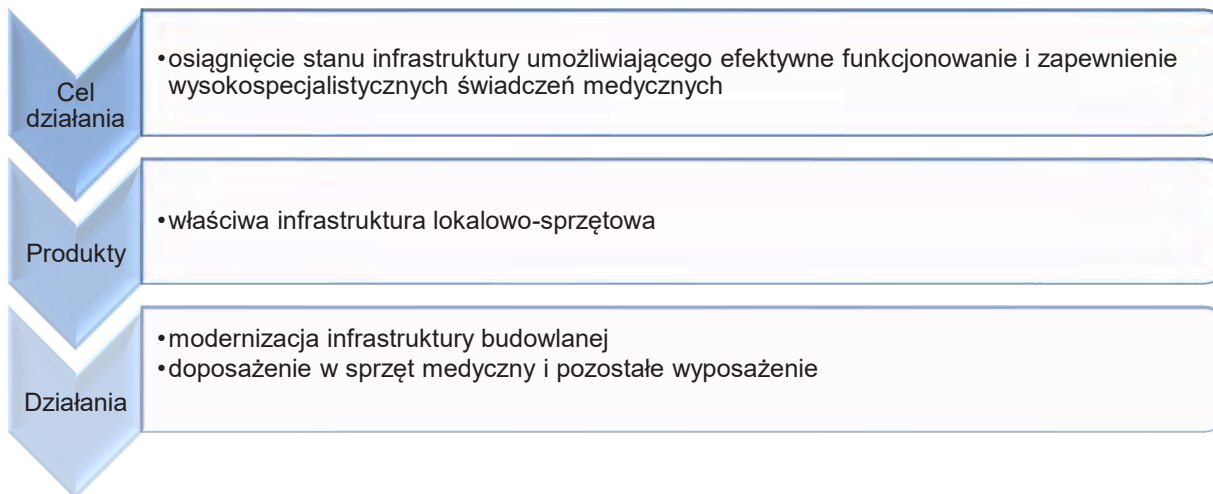 Cel
działania
•osiągnięcie stanu infrastruktury umożliwiającego efektywne funkcjonowanie i zapewnienie
wysokospecjalistycznych świadczeń medycznych
Produkty
•właściwa infrastruktura lokalowo-sprzętowa
Działania
•modernizacja infrastruktury budowlanej
•doposażenie w sprzęt medyczny i pozostałe wyposażenie